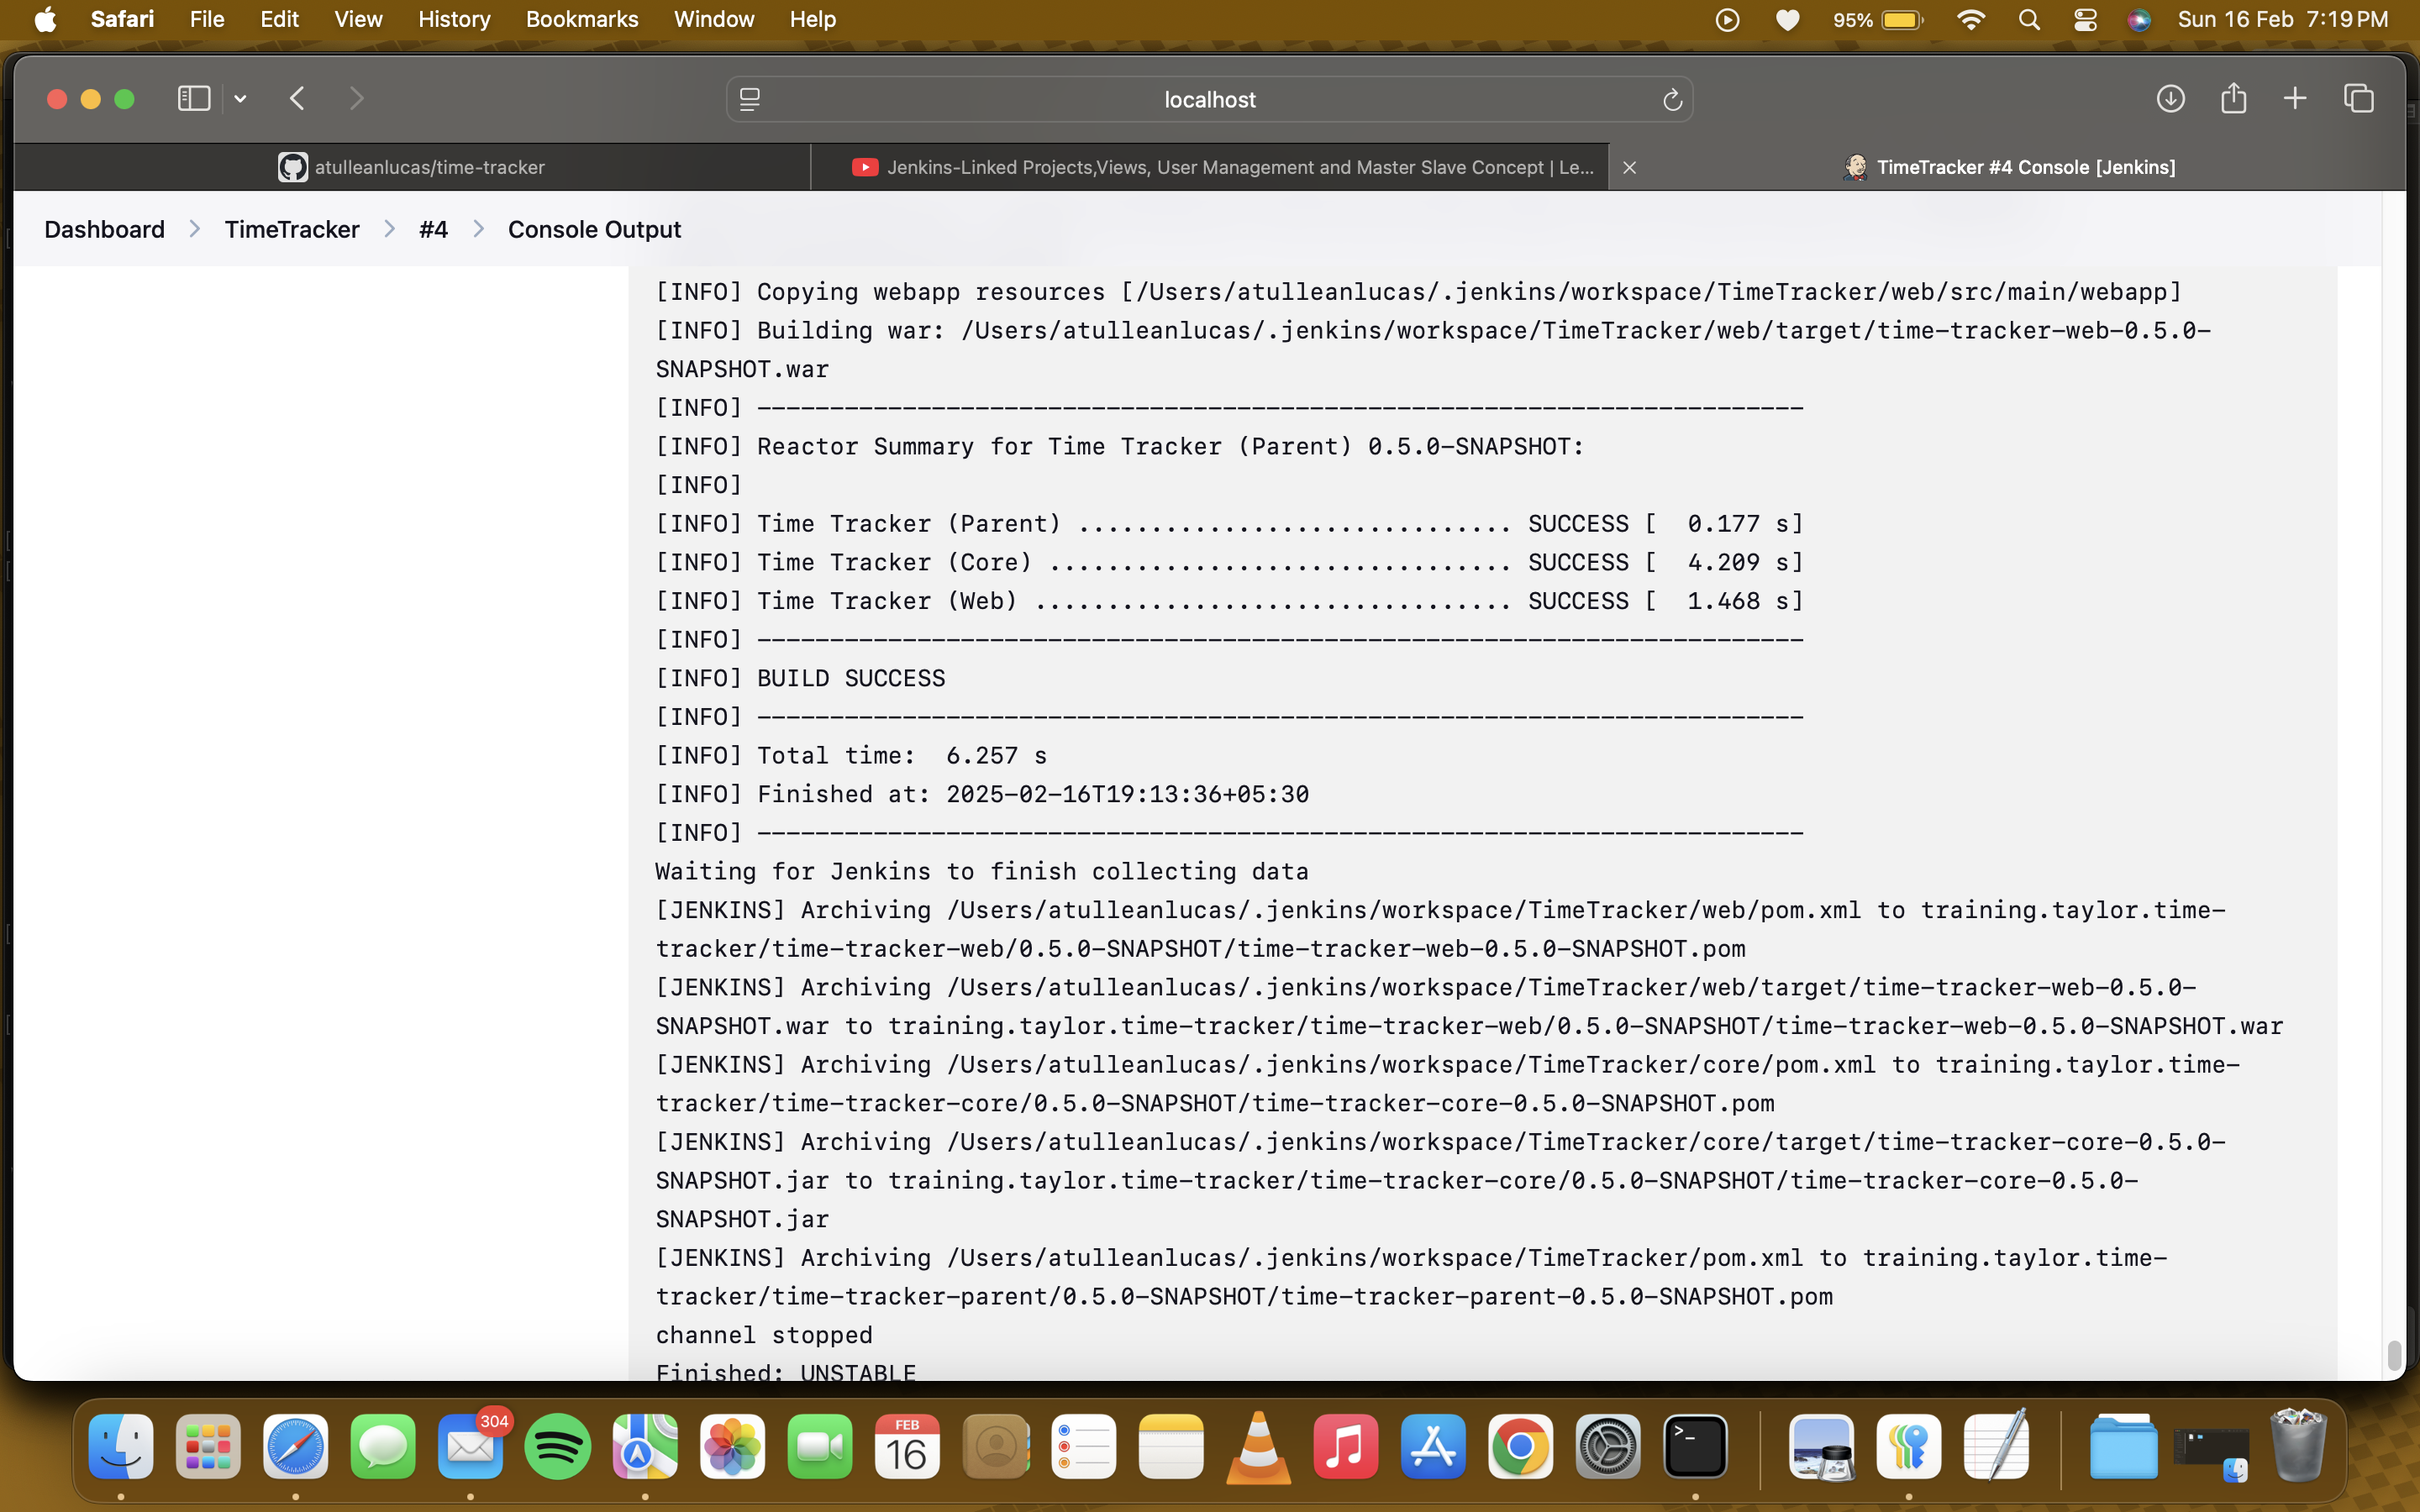 Safari File Edit View History Bookmarks Window Help 95% Sun 16 Feb 7:19 PM
localhost
atulleanlucas/time-tracker
Jenkins-Linked Projects,Views, User Management and Master Slave Concept | Le...
TimeTracker #4 Console [Jenkins]
Dashboard > TimeTracker > #4 > Console Output
[INFO] Copying webapp resources [/Users/atulleanlucas/.jenkins/workspace/TimeTracker/web/src/main/webapp]
[INFO] Building war: /Users/atulleanlucas/.jenkins/workspace/TimeTracker/web/target/time-tracker-web-0.5.0-
SNAPSHOT.war
[INFO] ------------------------------------------------------------------------
[INFO] Reactor Summary for Time Tracker (Parent) 0.5.0-SNAPSHOT:
[INFO]
[INFO] Time Tracker (Parent) .............................. SUCCESS [  0.177 s]
[INFO] Time Tracker (Core) ................................ SUCCESS [  4.209 s]
[INFO] Time Tracker (Web) ................................. SUCCESS [  1.468 s]
[INFO] ------------------------------------------------------------------------
[INFO] BUILD SUCCESS
[INFO] ------------------------------------------------------------------------
[INFO] Total time:  6.257 s
[INFO] Finished at: 2025-02-16T19:13:36+05:30
[INFO] ------------------------------------------------------------------------
Waiting for Jenkins to finish collecting data
[JENKINS] Archiving /Users/atulleanlucas/.jenkins/workspace/TimeTracker/web/pom.xml to training.taylor.time-
tracker/time-tracker-web/0.5.0-SNAPSHOT/time-tracker-web-0.5.0-SNAPSHOT.pom
[JENKINS] Archiving /Users/atulleanlucas/.jenkins/workspace/TimeTracker/web/target/time-tracker-web-0.5.0-
SNAPSHOT.war to training.taylor.time-tracker/time-tracker-web/0.5.0-SNAPSHOT/time-tracker-web-0.5.0-SNAPSHOT.war
[JENKINS] Archiving /Users/atulleanlucas/.jenkins/workspace/TimeTracker/core/pom.xml to training.taylor.time-
tracker/time-tracker-core/0.5.0-SNAPSHOT/time-tracker-core-0.5.0-SNAPSHOT.pom
[JENKINS] Archiving /Users/atulleanlucas/.jenkins/workspace/TimeTracker/core/target/time-tracker-core-0.5.0-
SNAPSHOT.jar to training.taylor.time-tracker/time-tracker-core/0.5.0-SNAPSHOT/time-tracker-core-0.5.0-
SNAPSHOT.jar
[JENKINS] Archiving /Users/atulleanlucas/.jenkins/workspace/TimeTracker/pom.xml to training.taylor.time-
tracker/time-tracker-parent/0.5.0-SNAPSHOT/time-tracker-parent-0.5.0-SNAPSHOT.pom
channel stopped
Finished: UNSTABLE
304
FEB
16